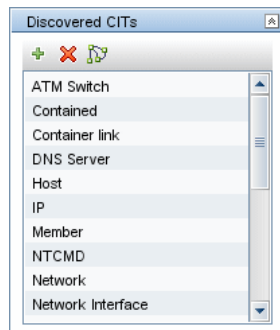 Discovered CITs
ATM Switch
Contained
Container link
DNS Server
Host
IP
Member
NTCMD
Network
Network Interface